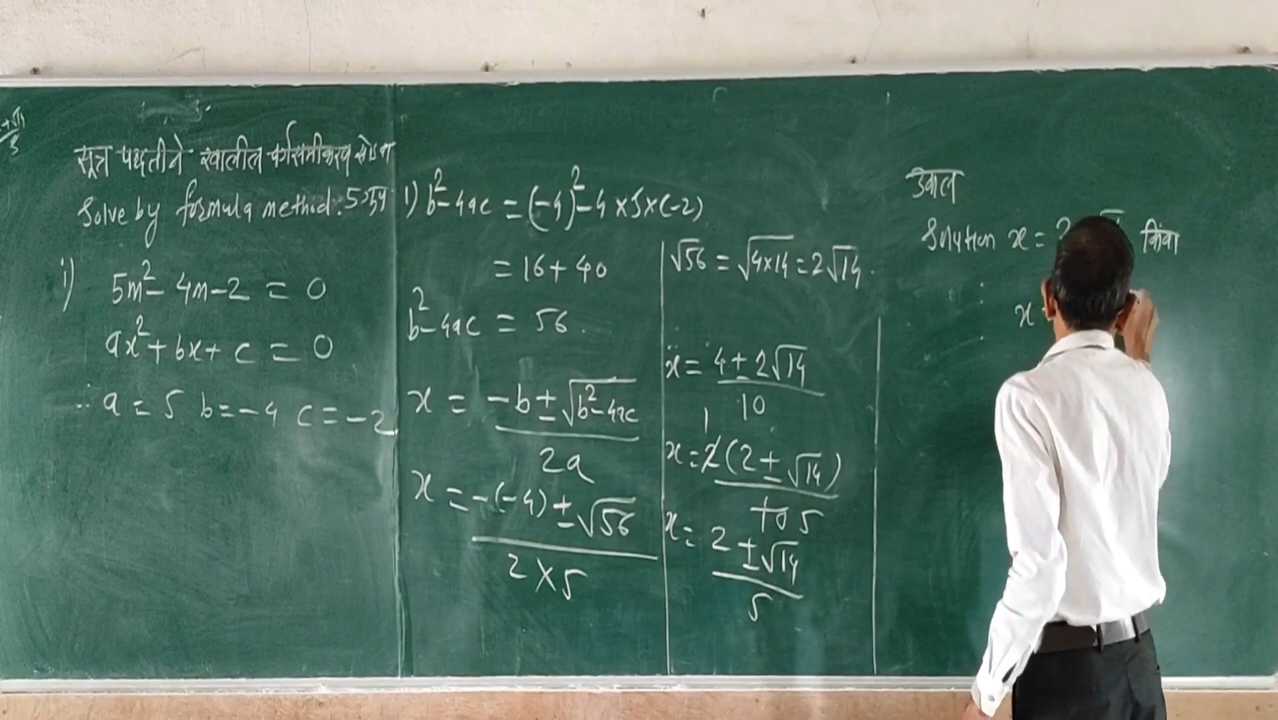 सूत्र पद्धतीने खालील वर्गसमीकरण सोडवा
Solve by formula method.
i) 5m² - 4m - 2 = 0
ax² + bx + c = 0
∴ a = 5 b = -4 c = -2
1) b² - 4ac = (-4)² - 4 × 5 × (-2)
= 16 + 40
b² - 4ac = 56.
x = -b ± √b² - 4ac
2a
x = -(-4) ± √56
2 × 5
√56 = √4×14 = 2√14.
x = 4 ± 2√14
10
1
x = 2(2 ± √14)
10 5
x = 2 ± √14
5
उकल
Solution x = किंवा
x